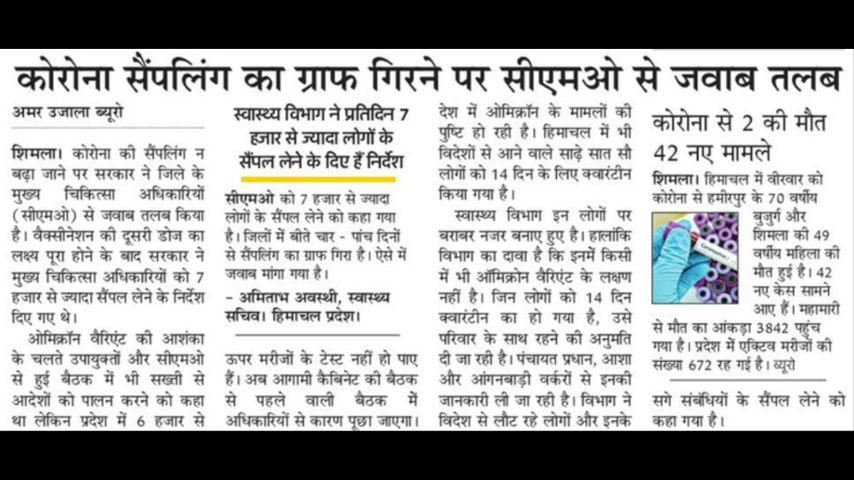 कोरोना सैंपलिंग का ग्राफ गिरने पर सीएमओ से जवाब तलब
अमर उजाला ब्यूरो
शिमला। कोरोना की सैंपलिंग न
बढ़ा जाने पर सरकार ने जिले के
मुख्य चिकित्सा अधिकारियों
(सीएमओ) से जवाब तलब किया
है। वैक्सीनेशन की दूसरी डोज का
लक्ष्य पूरा होने के बाद सरकार ने
मुख्य चिकित्सा अधिकारियों को 7
हजार से ज्यादा सैंपल लेने के निर्देश
दिए गए थे।
ओमिक्रॉन वैरिएंट की आशंका
के चलते उपायुक्तों और सीएमओ
से हुई बैठक में भी सख्ती से
आदेशों को पालन करने को कहा
था लेकिन प्रदेश में 6 हजार से
स्वास्थ्य विभाग ने प्रतिदिन 7
हजार से ज्यादा लोगों के
सैंपल लेने के दिए हैं निर्देश
सीएमओ को 7 हजार से ज्यादा
लोगों के सैंपल लेने को कहा गया
है। जिलों में बीते चार - पांच दिनों
से सैंपलिंग का ग्राफ गिरा है। ऐसे में
जवाब मांगा गया है।
- अमिताभ अवस्थी, स्वास्थ्य
सचिव। हिमाचल प्रदेश।
ऊपर मरीजों के टेस्ट नहीं हो पाए
हैं। अब आगामी कैबिनेट की बैठक
से पहले वाली बैठक में
अधिकारियों से कारण पूछा जाएगा।
देश में ओमिक्रॉन के मामलों की
पुष्टि हो रही है। हिमाचल में भी
विदेशों से आने वाले साढ़े सात सौ
लोगों को 14 दिन के लिए क्वारंटीन
किया गया है।
स्वास्थ्य विभाग इन लोगों पर
बराबर नजर बनाए हुए है। हालांकि
विभाग का दावा है कि इनमें किसी
में भी ऑमिक्रोन वैरिएंट के लक्षण
नहीं है। जिन लोगों को 14 दिन
क्वारंटीन का हो गया है, उसे
परिवार के साथ रहने की अनुमति
दी जा रही है। पंचायत प्रधान, आशा
और आंगनबाड़ी वर्करों से इनकी
जानकारी ली जा रही है। विभाग ने
विदेश से लौट रहे लोगों और इनके
कोरोना से 2 की मौत
42 नए मामले
शिमला। हिमाचल में वीरवार को
कोरोना से हमीरपुर के 70 वर्षीय
बुजुर्ग और
शिमला की 49
वर्षीय महिला की
मौत हुई है। 42
नए केस सामने
आए हैं। महामारी
से मौत का आंकड़ा 3842 पहुंच
गया है। प्रदेश में एक्टिव मरीजों की
संख्या 672 रह गई है। ब्यूरो
सगे संबंधियों के सैंपल लेने को
कहा गया है।